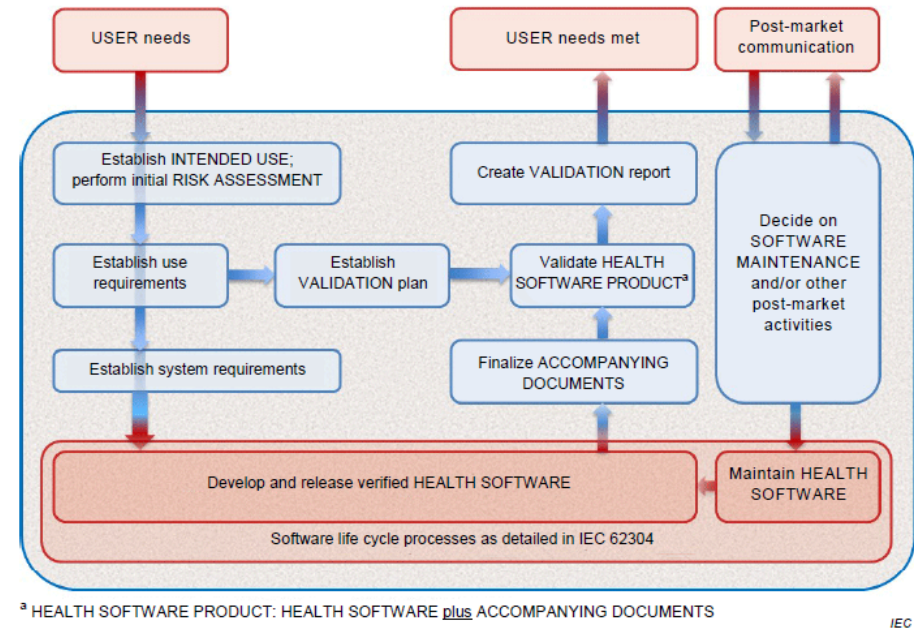 USER needs
USER needs met
Post-market
communication
Establish INTENDED USE;
perform initial RISK ASSESSMENT
Create VALIDATION report
Decide on
SOFTWARE
MAINTENANCE
and/or other
post-market
activities
Establish use
requirements
Establish
VALIDATION plan
Validate HEALTH
SOFTWARE PRODUCTᵃ
Establish system requirements
Finalize ACCOMPANYING
DOCUMENTS
Develop and release verified HEALTH SOFTWARE
Maintain HEALTH
SOFTWARE
Software life cycle processes as detailed in IEC 62304
ᵃ HEALTH SOFTWARE PRODUCT: HEALTH SOFTWARE plus ACCOMPANYING DOCUMENTS
IEC